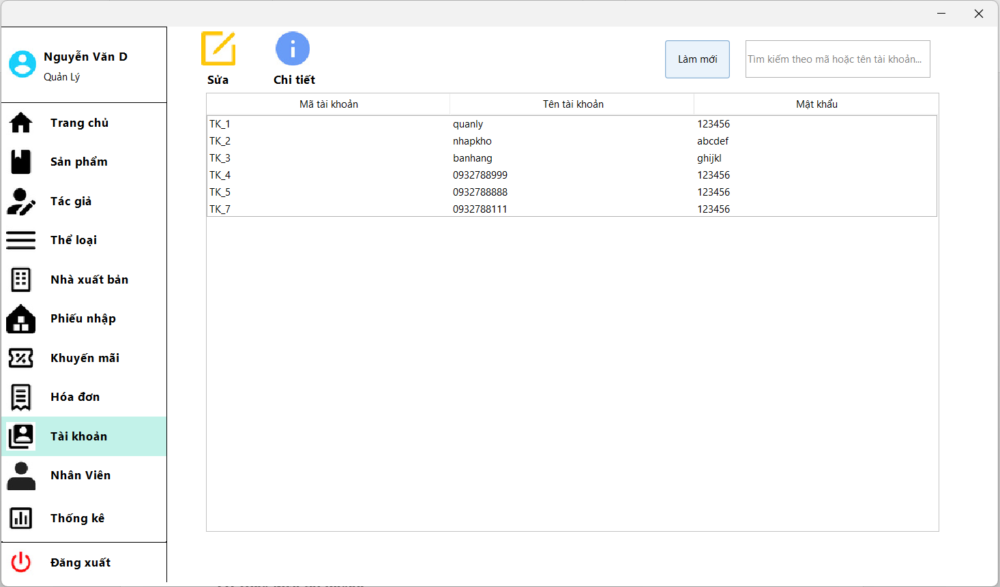 Nguyễn Văn D
Quản Lý
Trang chủ
Sản phẩm
Tác giả
Thể loại
Nhà xuất bản
Phiếu nhập
Khuyến mãi
Hóa đơn
Tài khoản
Nhân Viên
Thống kê
Đăng xuất
Sửa
Chi tiết
Làm mới
Tìm kiếm theo mã hoặc tên tài khoản...
Mã tài khoản Tên tài khoản Mật khẩu
TK_1 quanly 123456
TK_2 nhapkho abcdef
TK_3 banhang ghijkl
TK_4 0932788999 123456
TK_5 0932788888 123456
TK_7 0932788111 123456